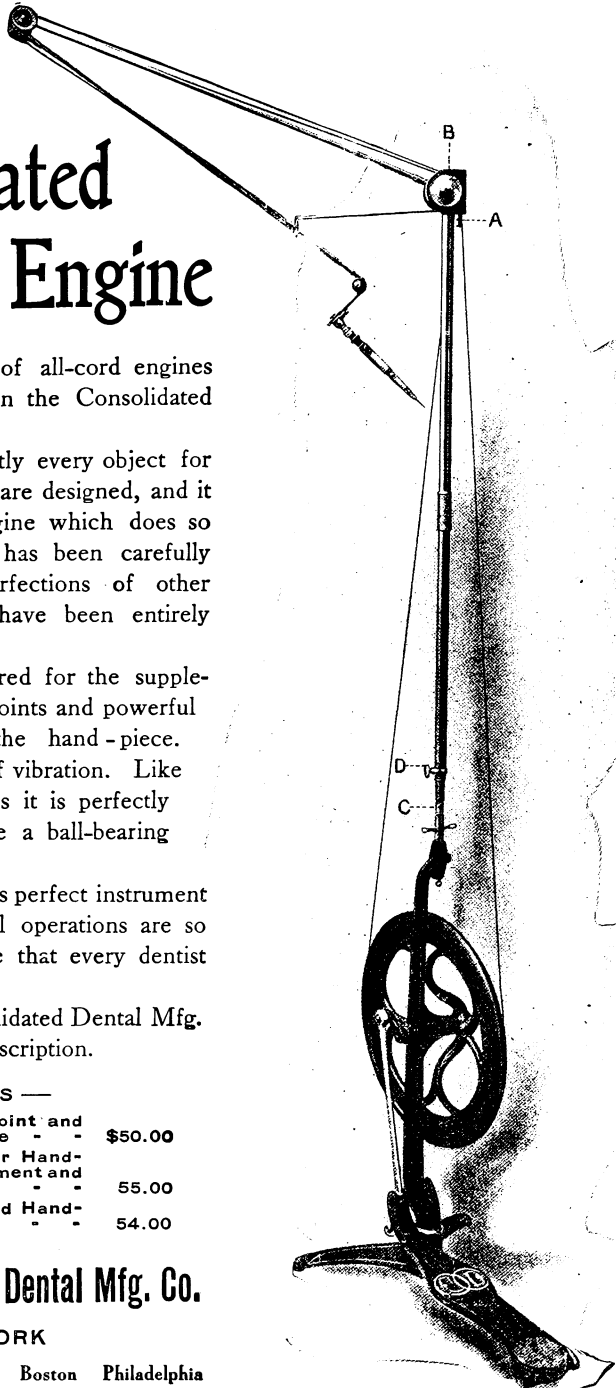 ated
Engine
of all-cord engines
n the Consolidated
tly every object for
are designed, and it
gine which does so
has been carefully
rfections of other
have been entirely
red for the supple-
oints and powerful
the hand-piece.
f vibration. Like
s it is perfectly
e a ball-bearing
s perfect instrument
l operations are so
e that every dentist
lidated Dental Mfg.
scription.
S —
oint and
e - - $50.00
r Hand-
ment and
- - 55.00
d Hand-
- - 54.00
Dental Mfg. Co.
ORK
Boston Philadelphia
B
A
D
C